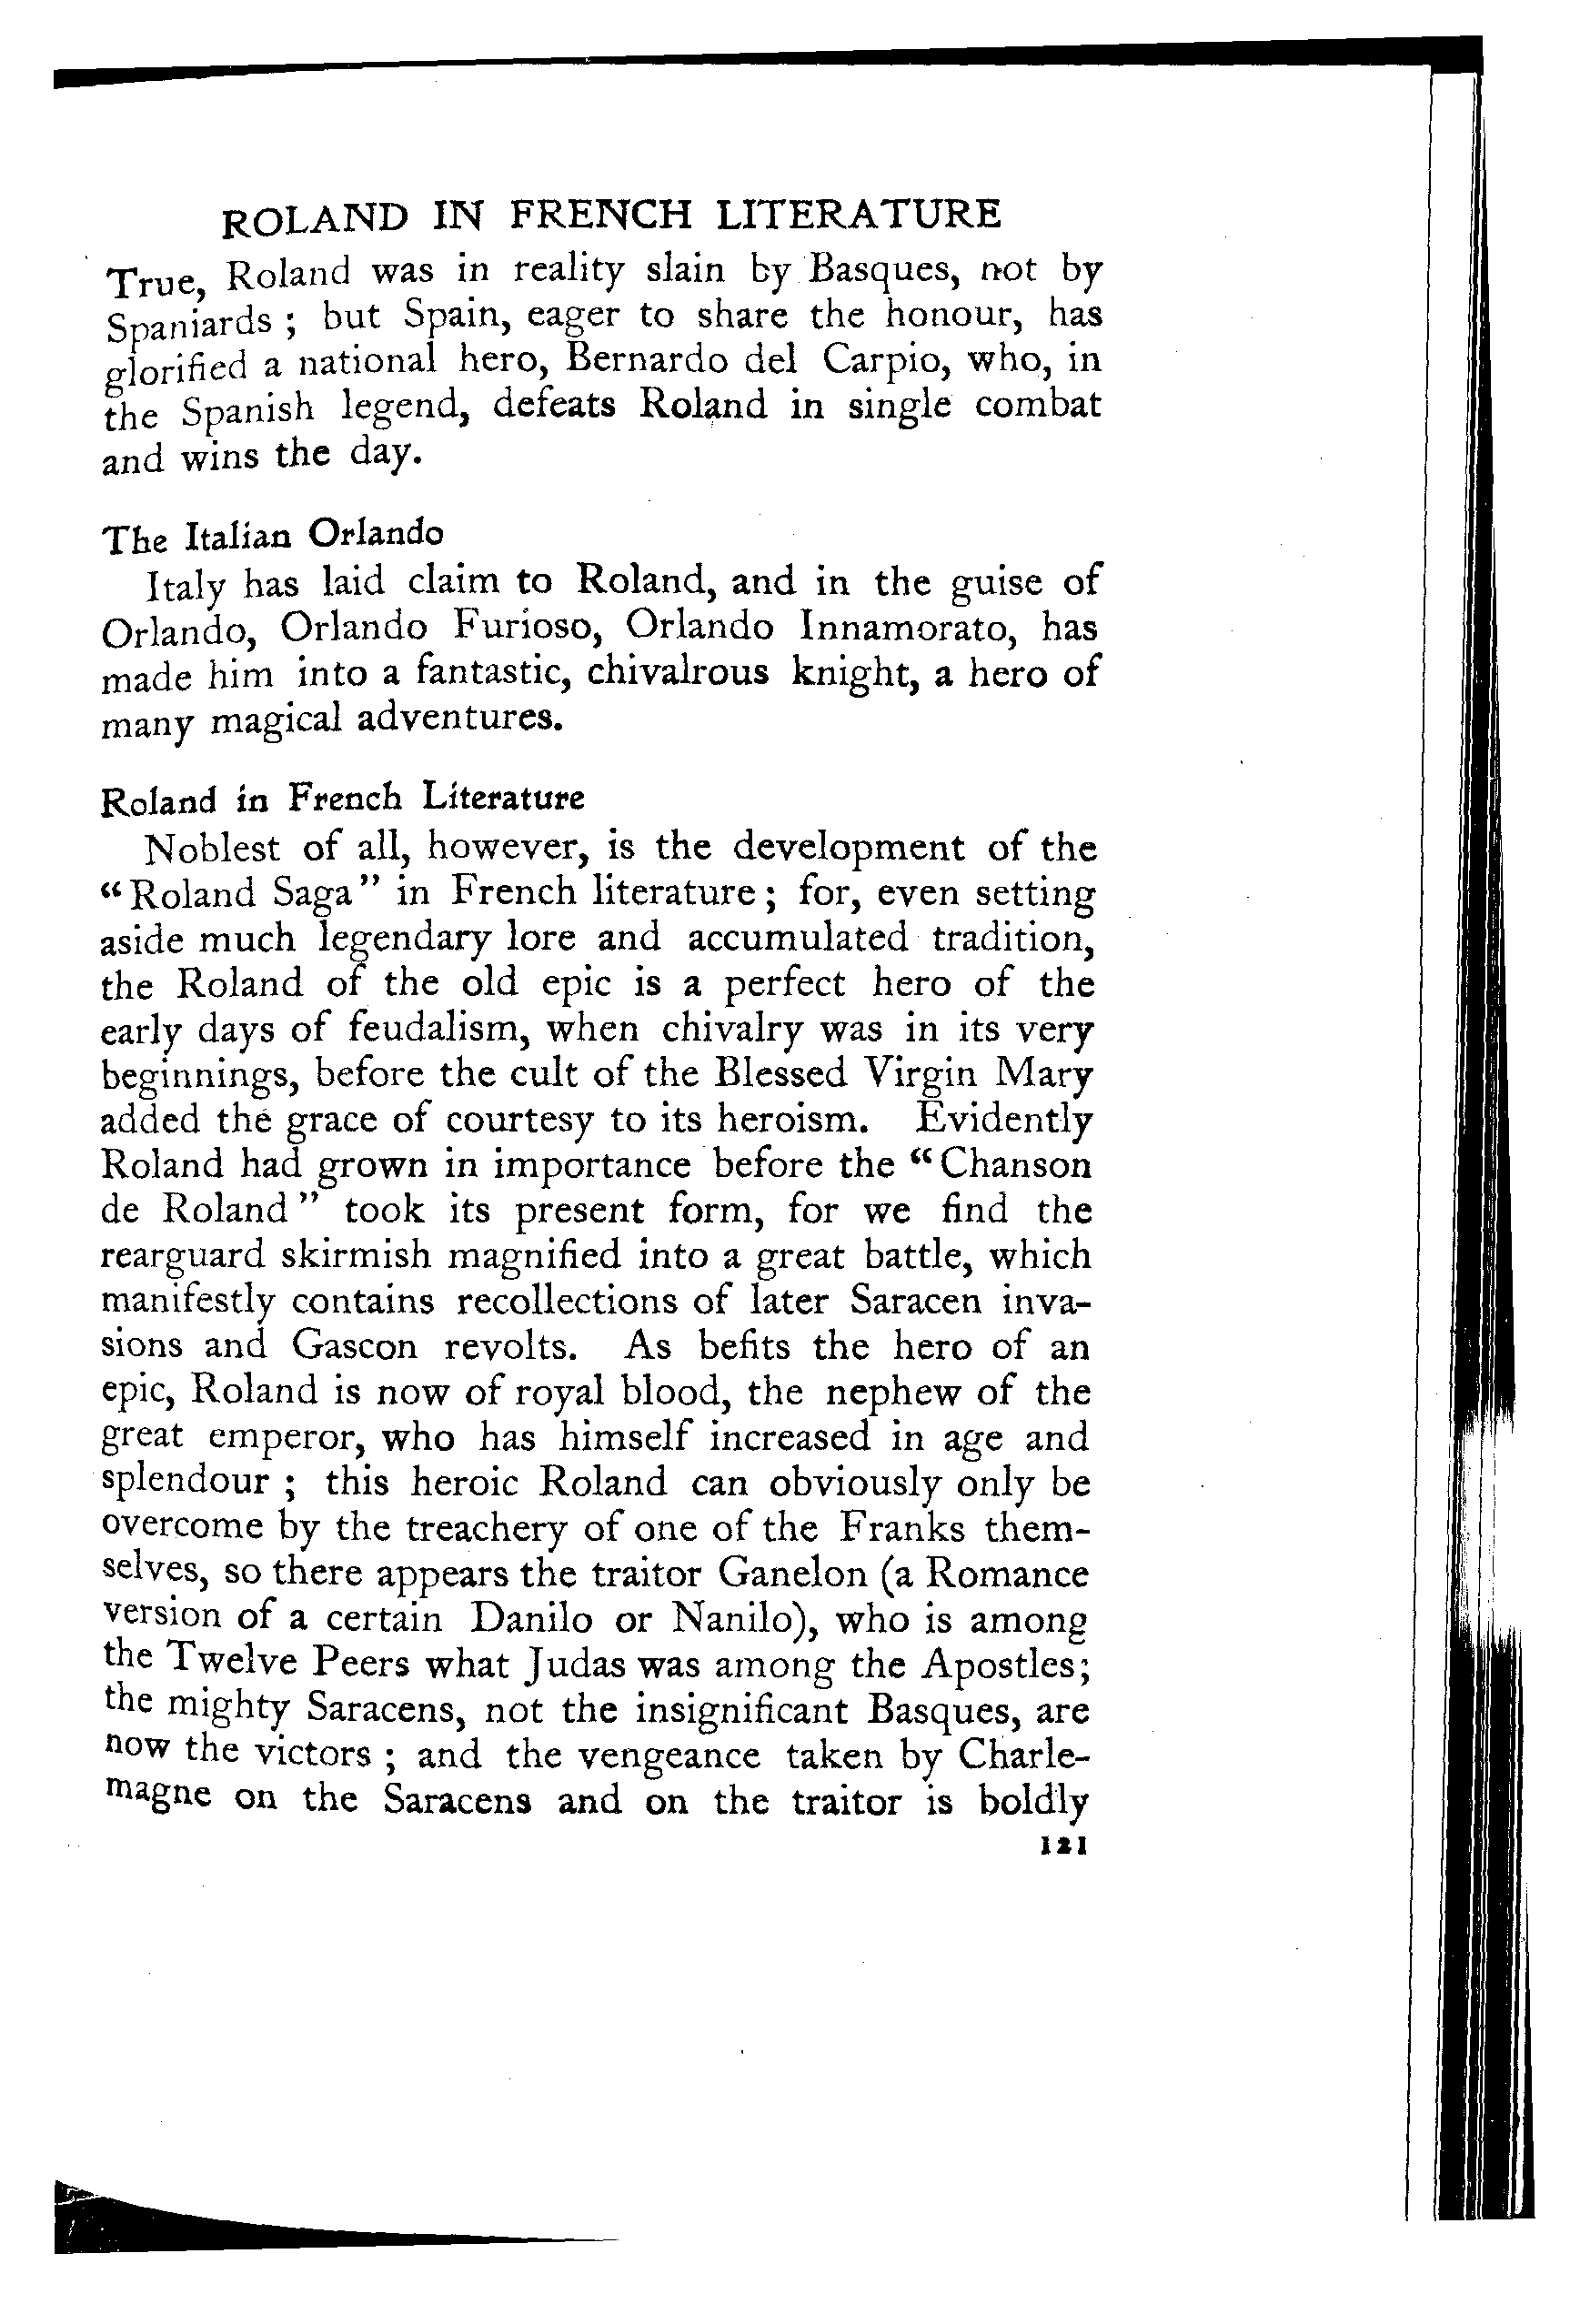 ROLAND IN FRENCH LITERATURE
True, Roland was in reality slain by Basques, not by
Spaniards ; but Spain, eager to share the honour, has
glorified a national hero, Bernardo del Carpio, who, in
the Spanish legend, defeats Roland in single combat
and wins the day.
The Italian Orlando
Italy has laid claim to Roland, and in the guise of
Orlando, Orlando Furioso, Orlando Innamorato, has
made him into a fantastic, chivalrous knight, a hero of
many magical adventures.
Roland in French Literature
Noblest of all, however, is the development of the
“Roland Saga” in French literature; for, even setting
aside much legendary lore and accumulated tradition,
the Roland of the old epic is a perfect hero of the
early days of feudalism, when chivalry was in its very
beginnings, before the cult of the Blessed Virgin Mary
added the grace of courtesy to its heroism. Evidently
Roland had grown in importance before the “Chanson
de Roland” took its present form, for we find the
rearguard skirmish magnified into a great battle, which
manifestly contains recollections of later Saracen inva-
sions and Gascon revolts. As befits the hero of an
epic, Roland is now of royal blood, the nephew of the
great emperor, who has himself increased in age and
splendour ; this heroic Roland can obviously only be
overcome by the treachery of one of the Franks them-
selves, so there appears the traitor Ganelon (a Romance
version of a certain Danilo or Nanilo), who is among
the Twelve Peers what Judas was among the Apostles;
the mighty Saracens, not the insignificant Basques, are
now the victors ; and the vengeance taken by Charle-
magne on the Saracens and on the traitor is boldly
121